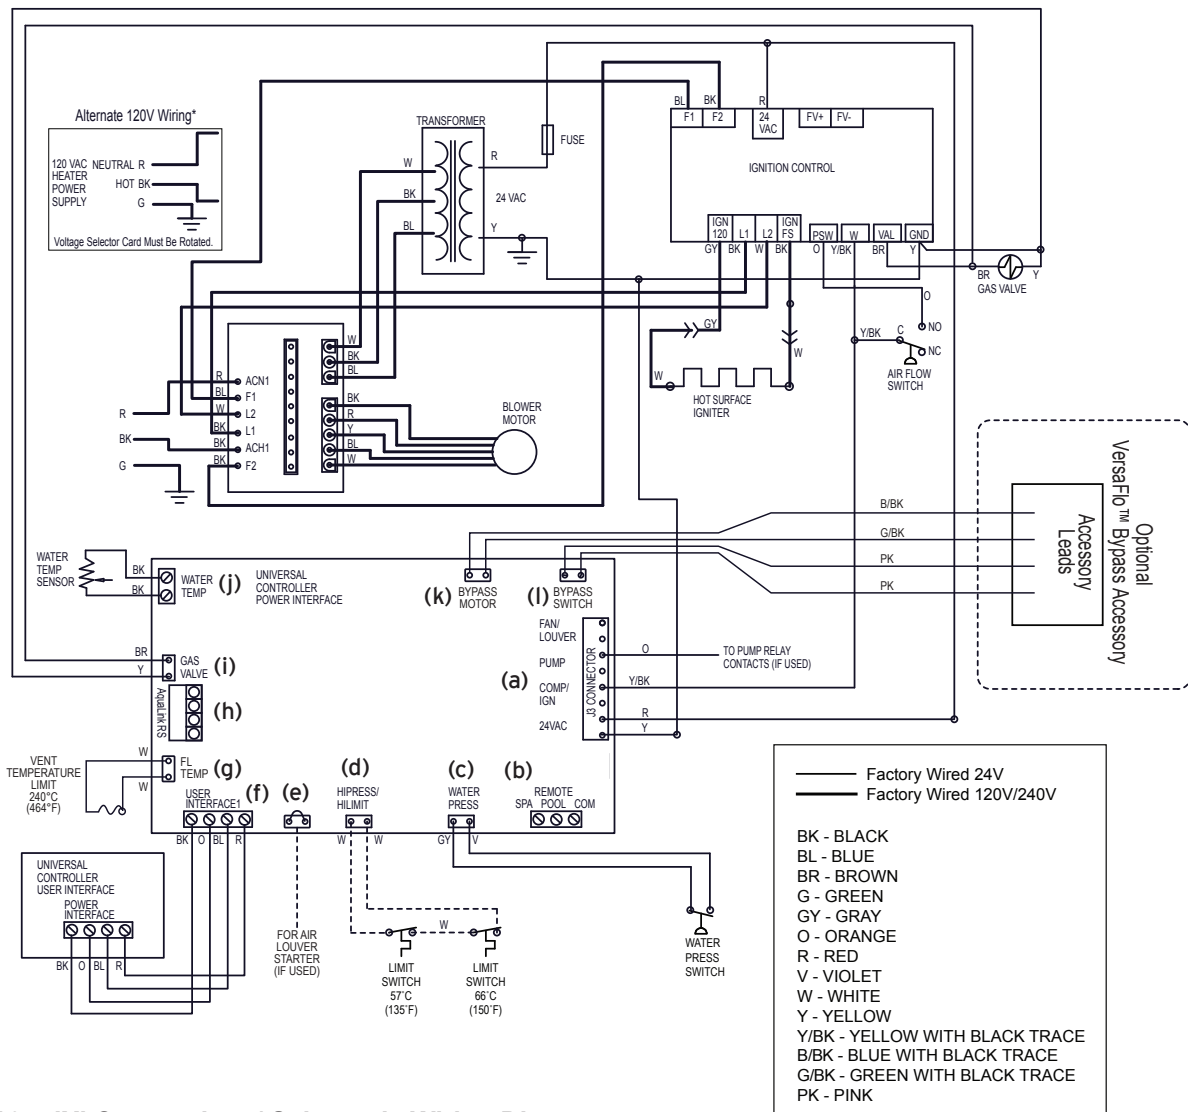 Alternate 120V Wiring*
120 VAC
HEATER
POWER
SUPPLY
NEUTRAL R
HOT BK
G
Voltage Selector Card Must Be Rotated.
TRANSFORMER
W
BK
BL
R
24 VAC
Y
FUSE
BL
BK
R
F1
F2
24
VAC
FV+
FV-
IGNITION CONTROL
IGN
120
L1
L2
IGN
FS
PSW
W
VAL
GND
GY
BK
W
BK
O
Y/BK
BR
Y
BR
Y
GAS VALVE
O
NO
Y/BK
C
NC
AIR FLOW
SWITCH
GY
W
W
HOT SURFACE
IGNITER
R
ACN1
BL
F1
R
W
L2
BK
L1
BK
BK
ACH1
G
BK
F2
W
BK
BL
BK
R
Y
BL
W
BLOWER
MOTOR
B/BK
G/BK
PK
PK
Accessory
Leads
Optional
VersaFlo™ Bypass Accessory
WATER
TEMP
SENSOR
BK
BK
WATER
TEMP
(j)
UNIVERSAL
CONTROLLER
POWER INTERFACE
(k)
BYPASS
MOTOR
(l)
BYPASS
SWITCH
BR
Y
GAS
VALVE
(i)
AquaLink RS
(h)
FAN/
LOUVER
PUMP
(a)
COMP/
IGN
24VAC
J3 CONNECTOR
O
TO PUMP RELAY
CONTACTS (IF USED)
Y/BK
R
Y
VENT
TEMPERATURE
LIMIT
240°C
(464°F)
W
W
FL
TEMP
(g)
USER
INTERFACE1
(f)
(e)
(d)
HIPRESS/
HILIMIT
(c)
WATER
PRESS
(b)
REMOTE
SPA POOL COM
BK
O
BL
R
W
W
GY
V
UNIVERSAL
CONTROLLER
USER INTERFACE
POWER
INTERFACE
BK
O
BL
R
FOR AIR
LOUVER
STARTER
(IF USED)
W
LIMIT
SWITCH
57˚C
(135˚F)
LIMIT
SWITCH
66˚C
(150˚F)
WATER
PRESS
SWITCH
Factory Wired 24V
Factory Wired 120V/240V
BK - BLACK
BL - BLUE
BR - BROWN
G - GREEN
GY - GRAY
O - ORANGE
R - RED
V - VIOLET
W - WHITE
Y - YELLOW
Y/BK - YELLOW WITH BLACK TRACE
B/BK - BLUE WITH BLACK TRACE
G/BK - GREEN WITH BLACK TRACE
PK - PINK